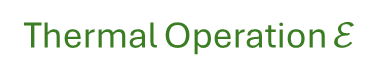 Thermal Operation ℰ